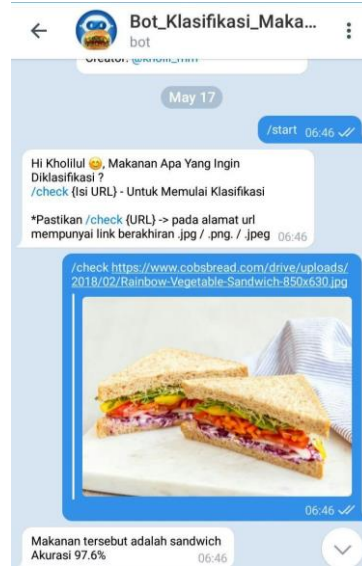 Bot_Klasifikasi_Maka...
bot
Creator: @kholil_mm
May 17
/start 06:46
Hi Kholilul 😊, Makanan Apa Yang Ingin
Diklasifikasi ?
/check {Isi URL} - Untuk Memulai Klasifikasi
*Pastikan /check {URL} -> pada alamat url
mempunyai link berakhiran .jpg / .png. / .jpeg 06:46
/check https://www.cobsbread.com/drive/uploads/
2018/02/Rainbow-Vegetable-Sandwich-850x630.jpg
06:46
Makanan tersebut adalah sandwich
Akurasi 97.6%
06:46